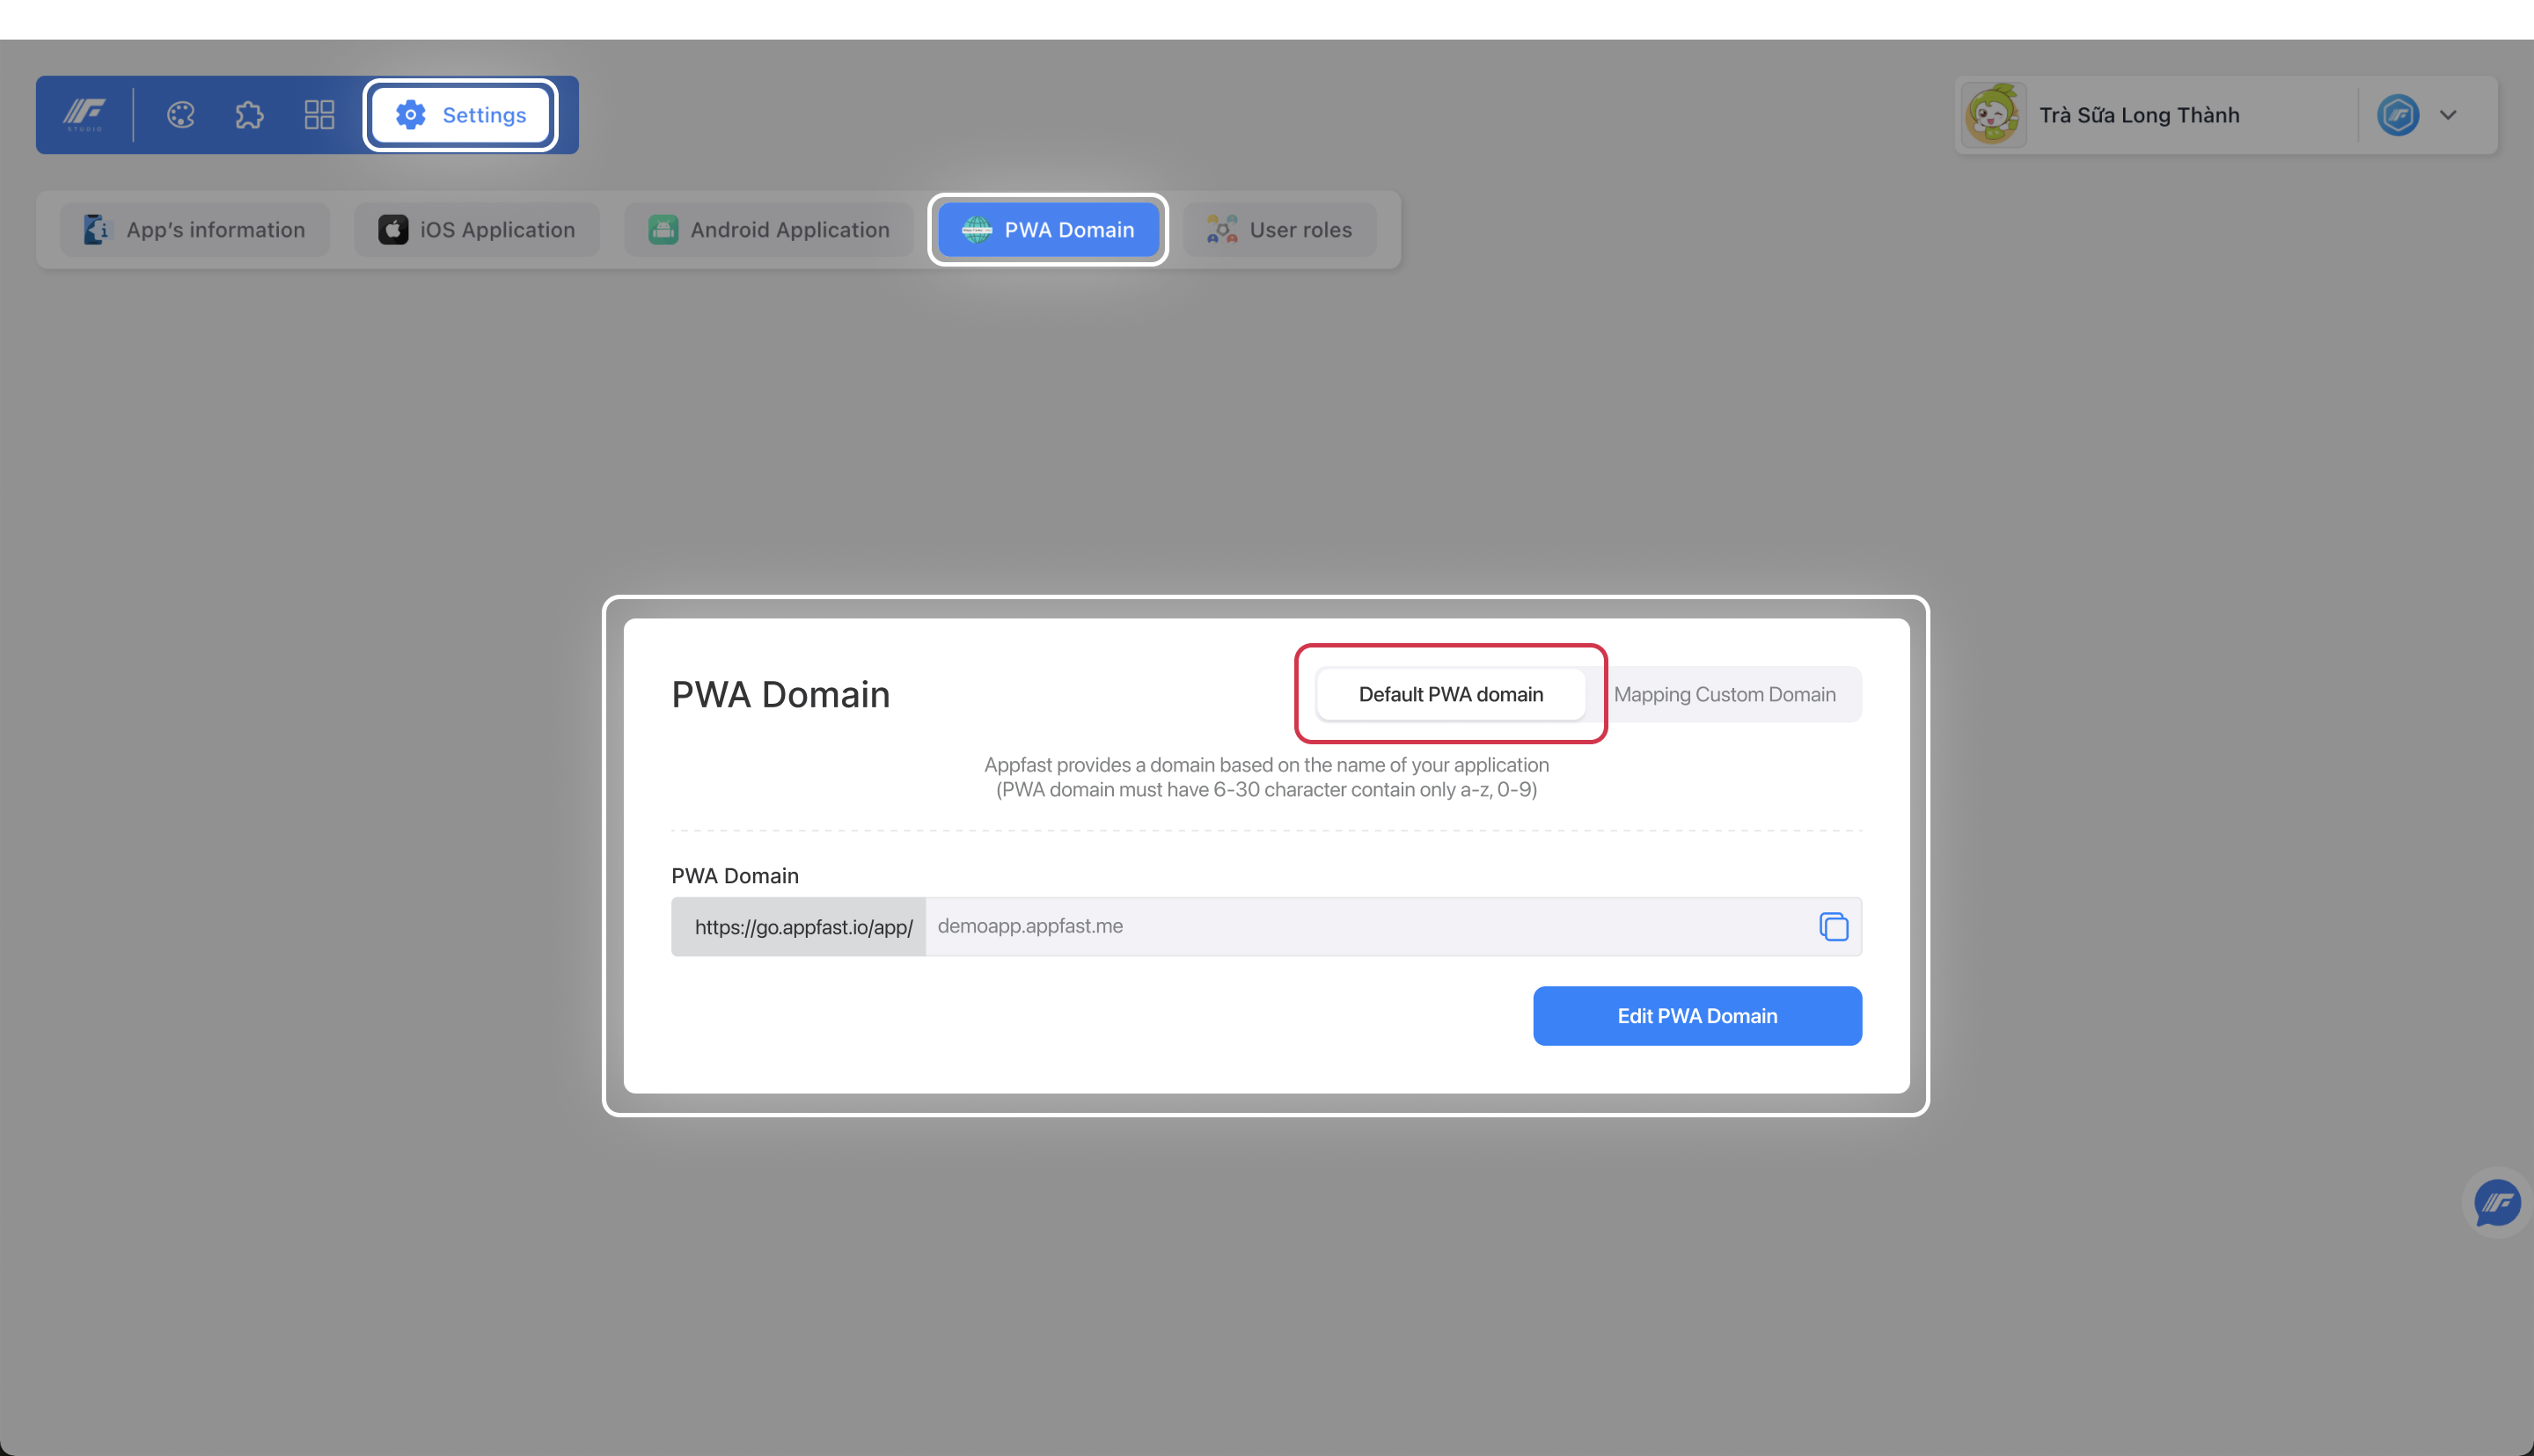 STUDIO
Settings
Trà Sữa Long Thành
App's information
iOS Application
Android Application
PWA Domain
User roles
PWA Domain
Default PWA domain
Mapping Custom Domain
Appfast provides a domain based on the name of your application
(PWA domain must have 6-30 character contain only a-z, 0-9)
PWA Domain
https://go.appfast.io/app/
demoapp.appfast.me
Edit PWA Domain